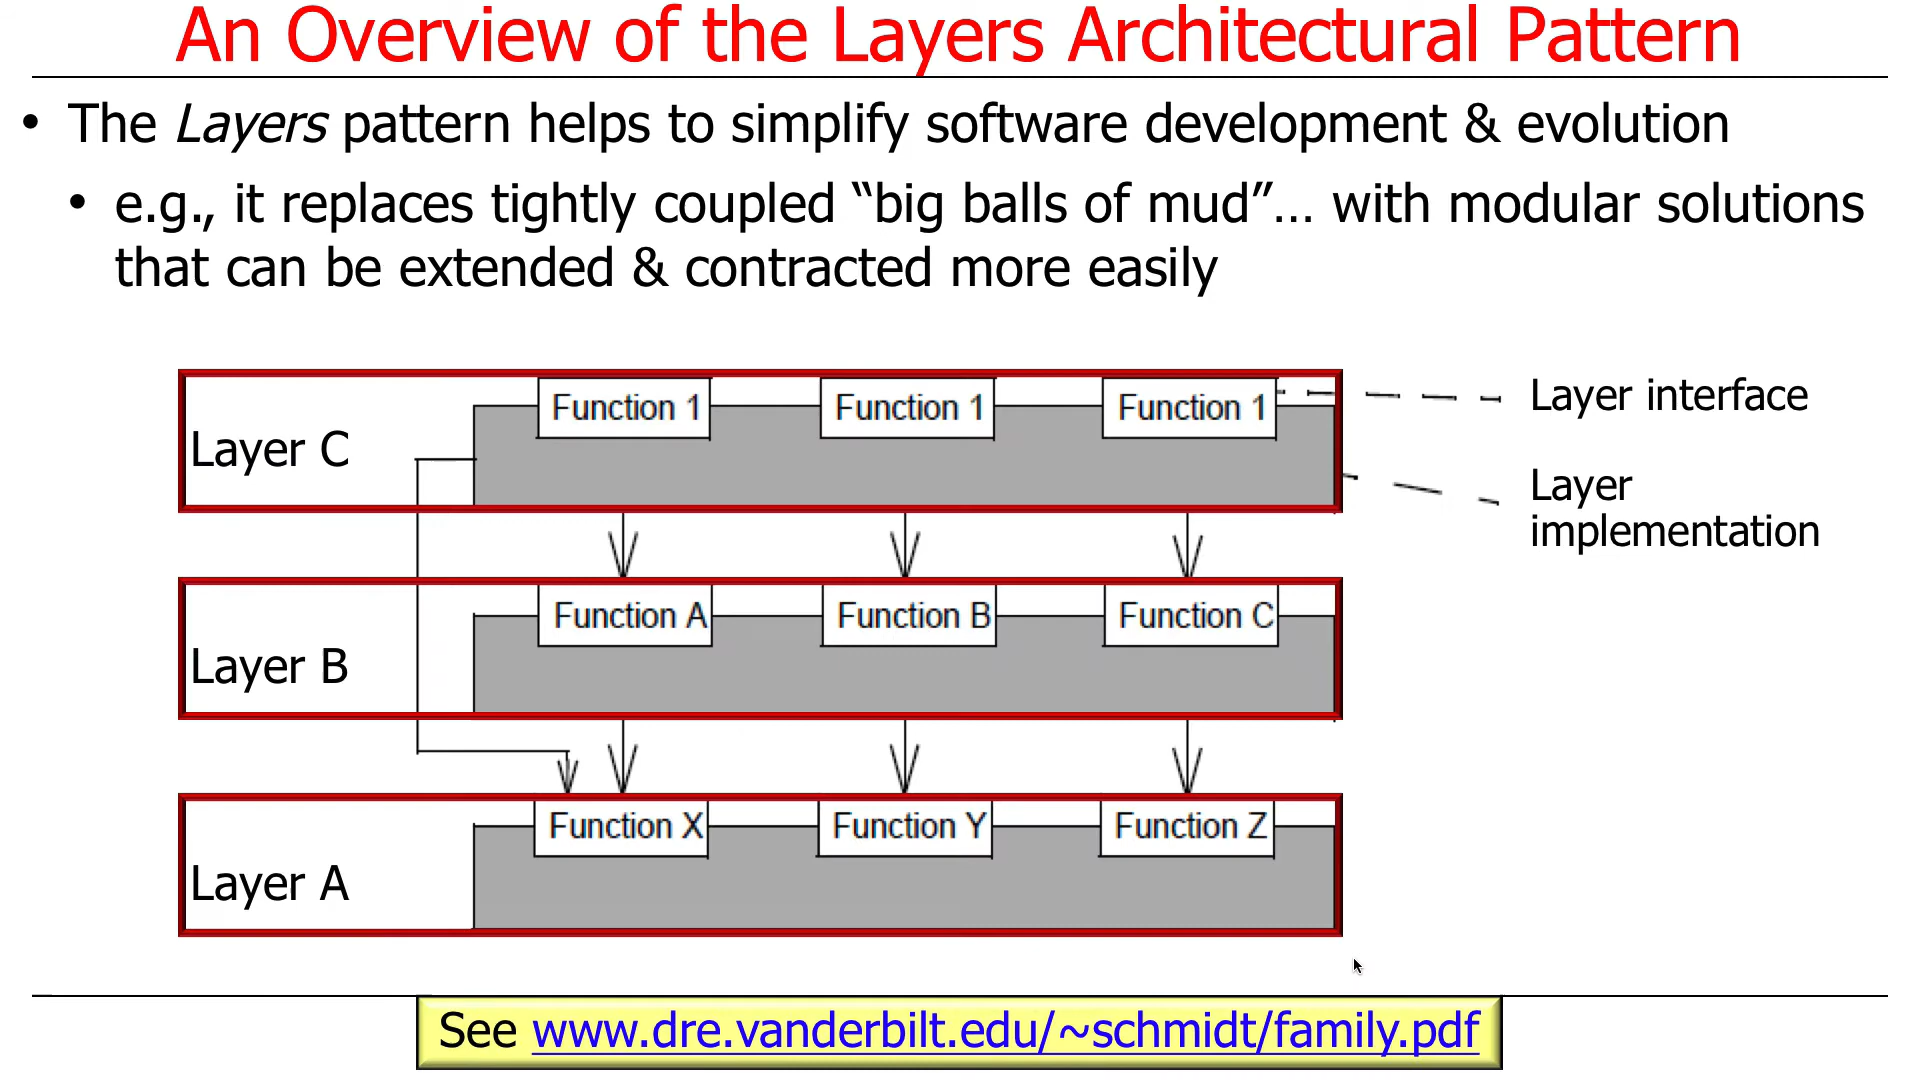 An Overview of the Layers Architectural Pattern
• The Layers pattern helps to simplify software development & evolution
• e.g., it replaces tightly coupled “big balls of mud”… with modular solutions
that can be extended & contracted more easily
Function 1 Function 1 Function 1
Layer interface
Layer C
Layer
implementation
Function A Function B Function C
Layer B
Function X Function Y Function Z
Layer A
See www.dre.vanderbilt.edu/~schmidt/family.pdf